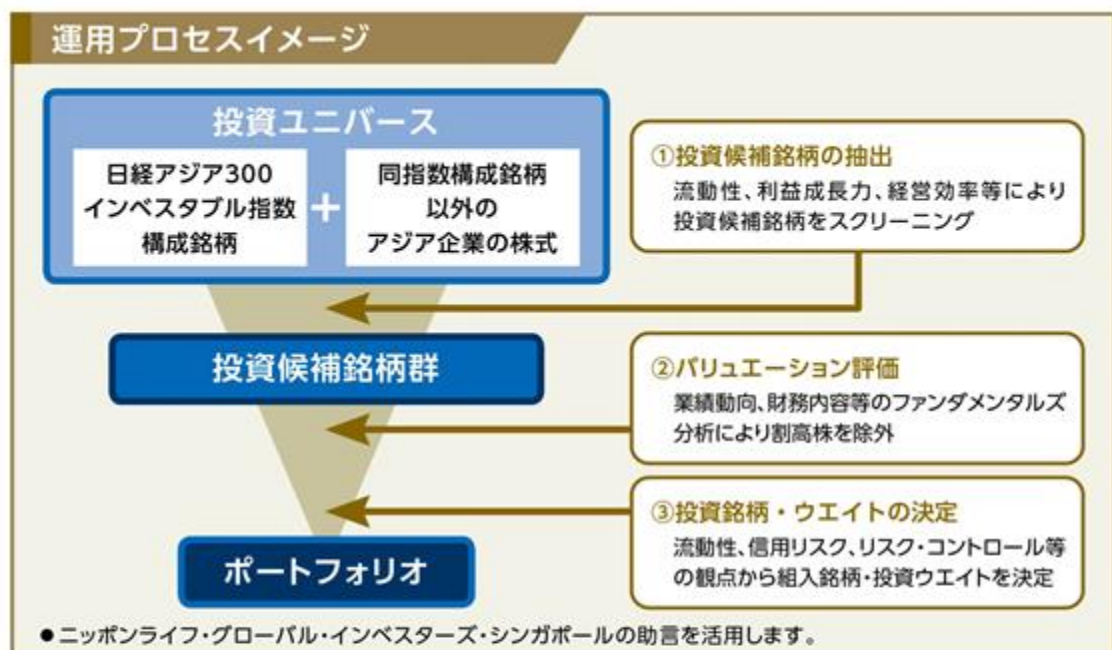 運用プロセスイメージ
投資ユニバース
日経アジア300
インベスタブル指数
構成銘柄
+
同指数構成銘柄
以外の
アジア企業の株式
①投資候補銘柄の抽出
流動性、利益成長力、経営効率等により
投資候補銘柄をスクリーニング
投資候補銘柄群
②バリュエーション評価
業績動向、財務内容等のファンダメンタルズ
分析により割高株を除外
③投資銘柄・ウエイトの決定
流動性、信用リスク、リスク・コントロール等
の観点から組入銘柄・投資ウエイトを決定
ポートフォリオ
●ニッポンライフ・グローバル・インベスターズ・シンガポールの助言を活用します。